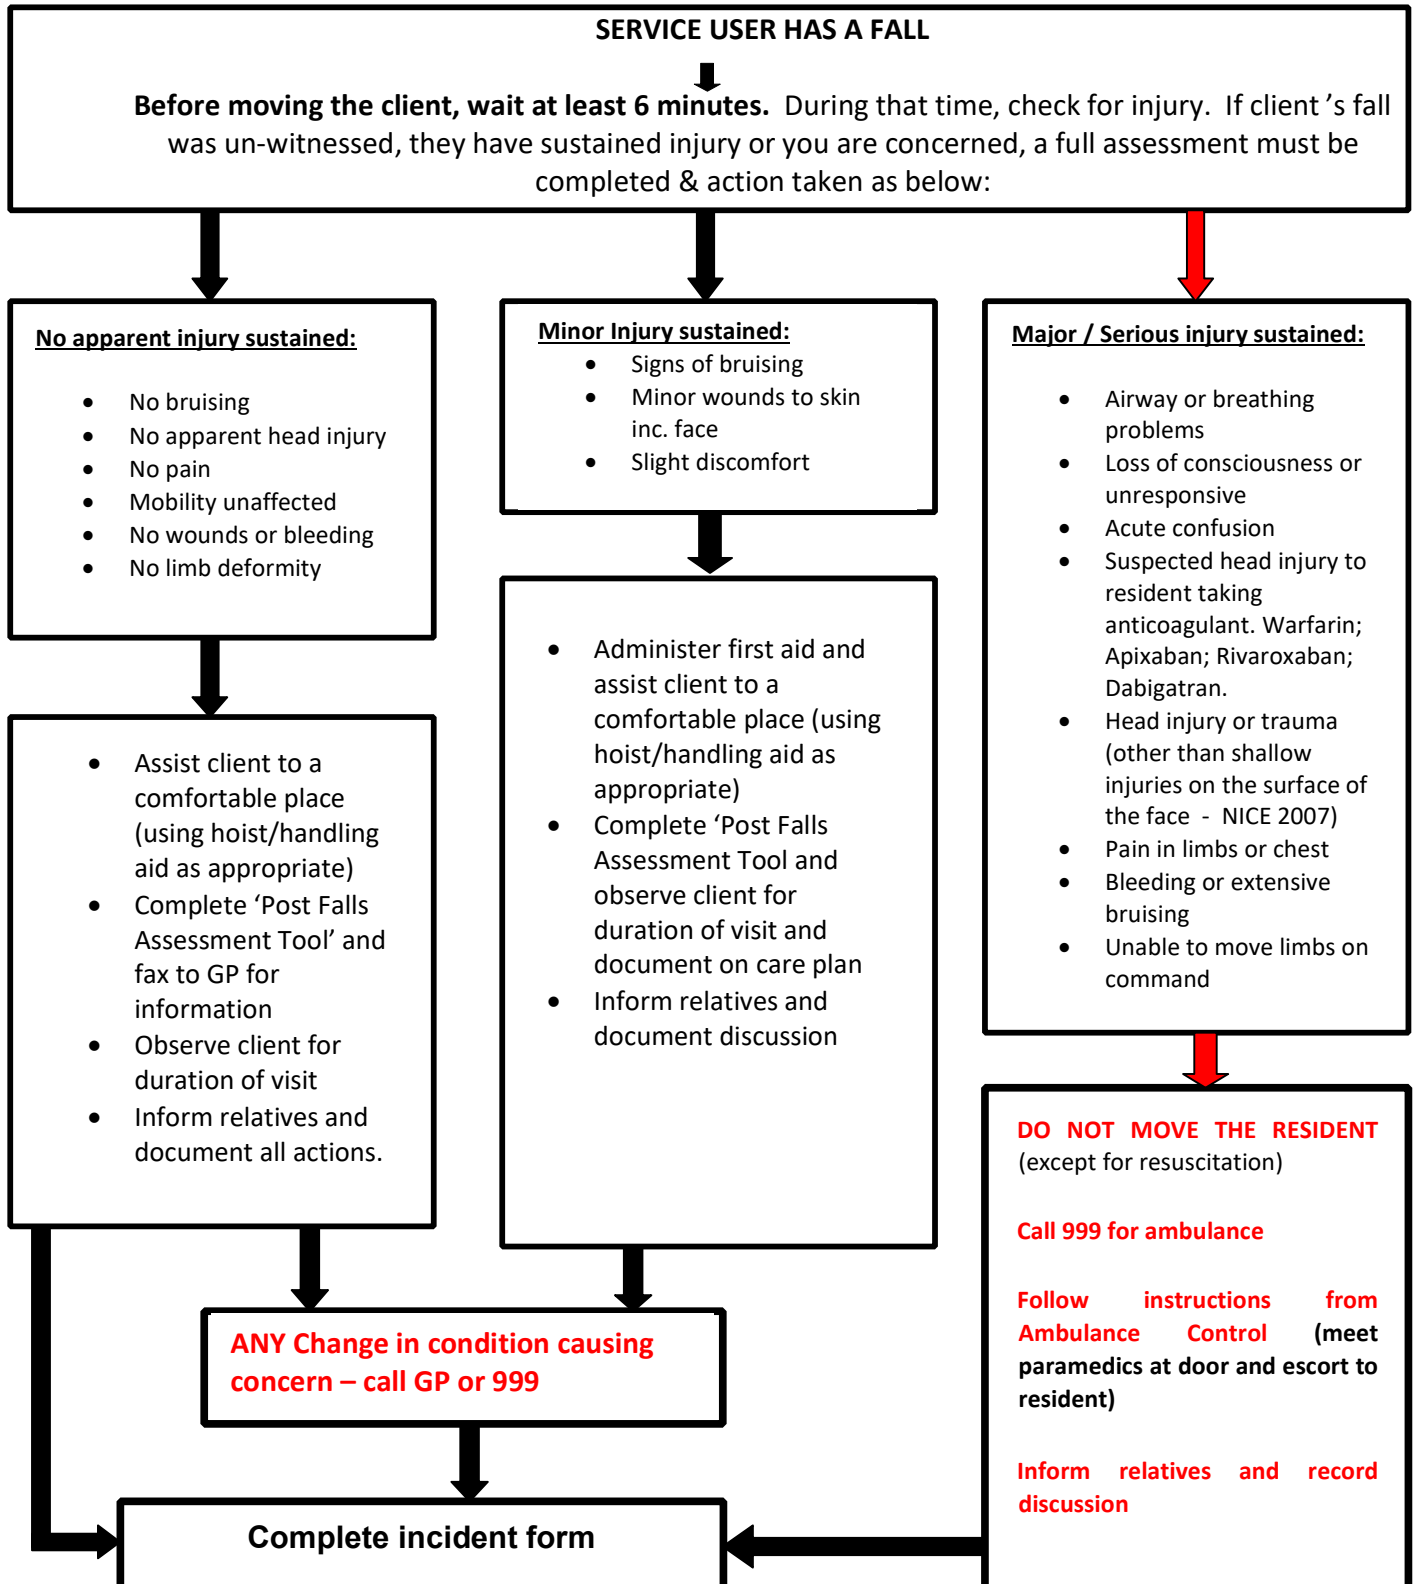 SERVICE USER HAS A FALL
Before moving the client, wait at least 6 minutes. During that time, check for injury. If client 's fall
was un-witnessed, they have sustained injury or you are concerned, a full assessment must be
completed & action taken as below:
No apparent injury sustained:
• No bruising
• No apparent head injury
• No pain
• Mobility unaffected
• No wounds or bleeding
• No limb deformity
• Assist client to a
comfortable place
(using hoist/handling
aid as appropriate)
• Complete ‘Post Falls
Assessment Tool’ and
fax to GP for
information
• Observe client for
duration of visit
• Inform relatives and
document all actions.
Minor Injury sustained:
• Signs of bruising
• Minor wounds to skin
inc. face
• Slight discomfort
• Administer first aid and
assist client to a
comfortable place (using
hoist/handling aid as
appropriate)
• Complete ‘Post Falls
Assessment Tool and
observe client for
duration of visit and
document on care plan
• Inform relatives and
document discussion
Major / Serious injury sustained:
• Airway or breathing
problems
• Loss of consciousness or
unresponsive
• Acute confusion
• Suspected head injury to
resident taking
anticoagulant. Warfarin;
Apixaban; Rivaroxaban;
Dabigatran.
• Head injury or trauma
(other than shallow
injuries on the surface of
the face - NICE 2007)
• Pain in limbs or chest
• Bleeding or extensive
bruising
• Unable to move limbs on
command
DO NOT MOVE THE RESIDENT
(except for resuscitation)
Call 999 for ambulance
Follow instructions from
Ambulance Control (meet
paramedics at door and escort to
resident)
Inform relatives and record
discussion
ANY Change in condition causing
concern – call GP or 999
Complete incident form